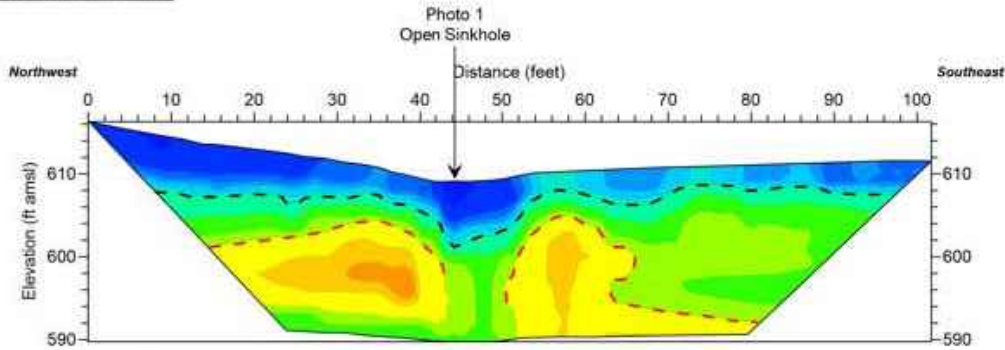 Photo 1
Open Sinkhole
Northwest
Distance (feet)
Southeast
0 10 20 30 40 50 60 70 80 90 100
Elevation (ft amsl)
610
600
590
610
600
590